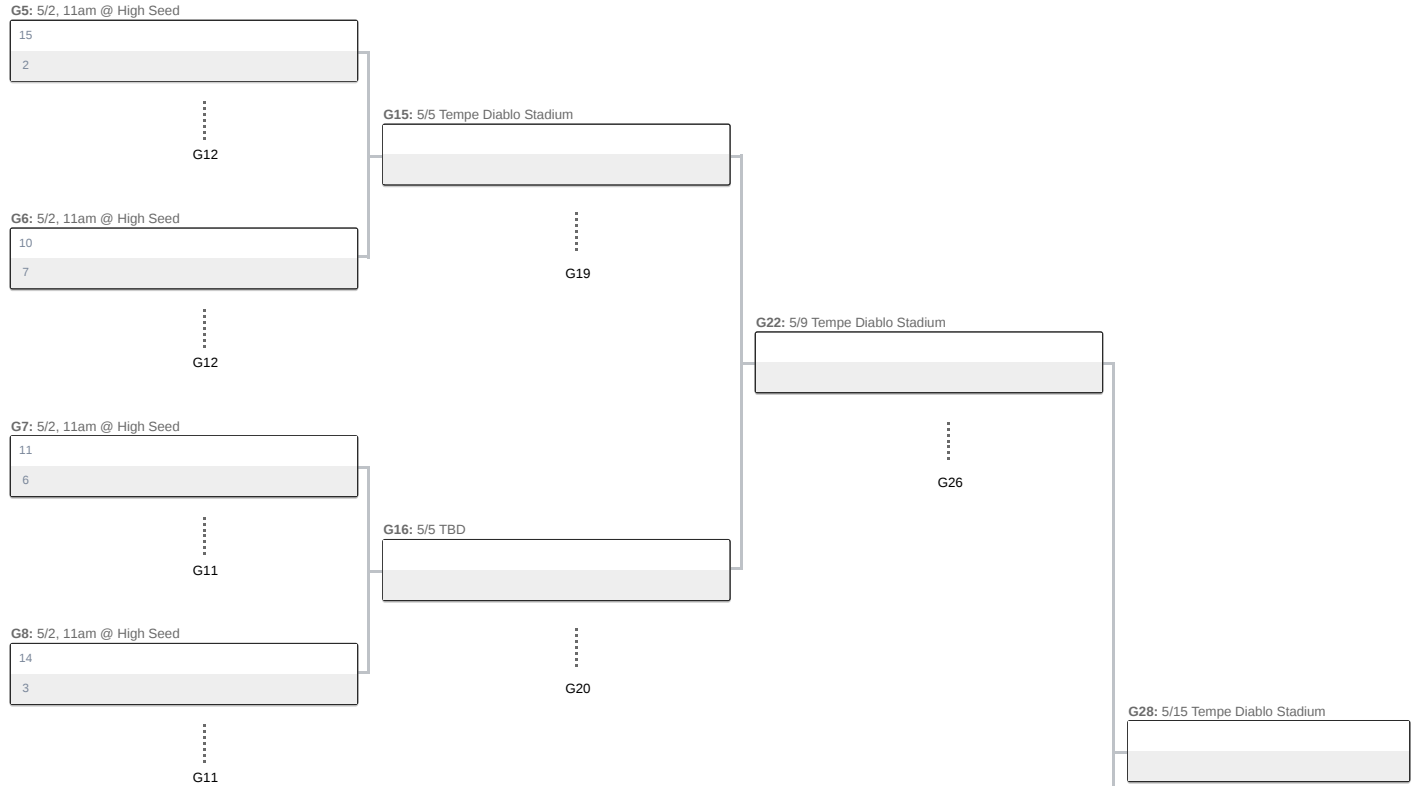 G5: 5/2, 11am @ High Seed
15
2
G12
G6: 5/2, 11am @ High Seed
10
7
G12
G7: 5/2, 11am @ High Seed
11
6
G11
G8: 5/2, 11am @ High Seed
14
3
G11
G15: 5/5 Tempe Diablo Stadium
G19
G16: 5/5 TBD
G20
G22: 5/9 Tempe Diablo Stadium
G26
G28: 5/15 Tempe Diablo Stadium